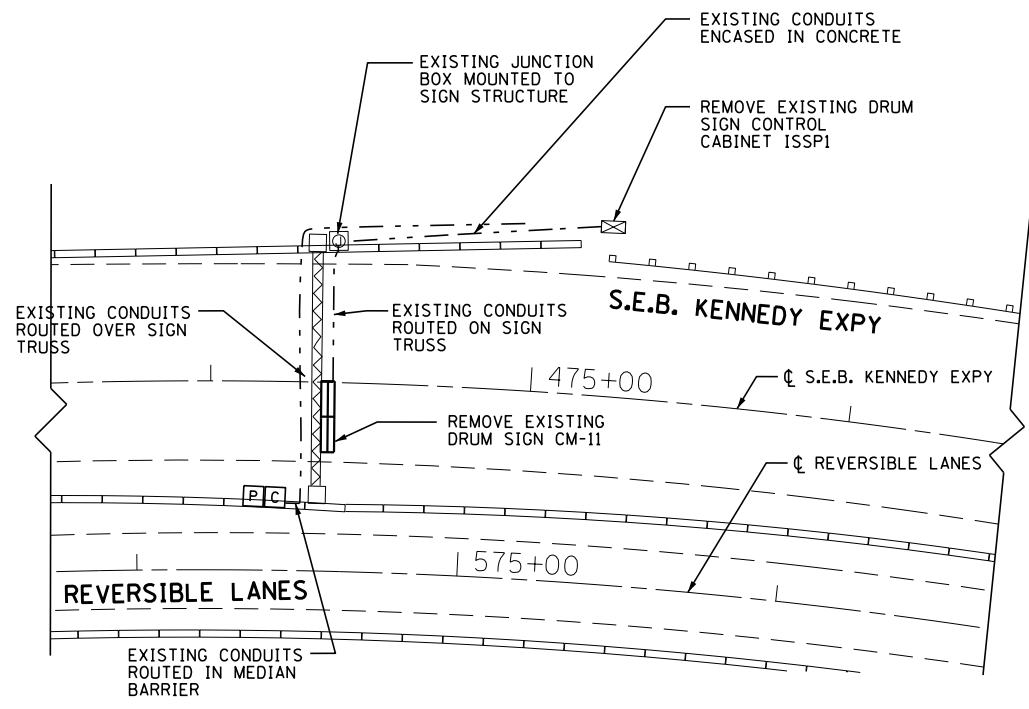 EXISTING CONDUITS
ENCASED IN CONCRETE
EXISTING JUNCTION
BOX MOUNTED TO
SIGN STRUCTURE
REMOVE EXISTING DRUM
SIGN CONTROL
CABINET ISSP1
S.E.B. KENNEDY EXPY
EXISTING CONDUITS
ROUTED OVER SIGN
TRUSS
EXISTING CONDUITS
ROUTED ON SIGN
TRUSS
475+00
℄ S.E.B. KENNEDY EXPY
REMOVE EXISTING
DRUM SIGN CM-11
℄ REVERSIBLE LANES
P C
575+00
REVERSIBLE LANES
EXISTING CONDUITS
ROUTED IN MEDIAN
BARRIER